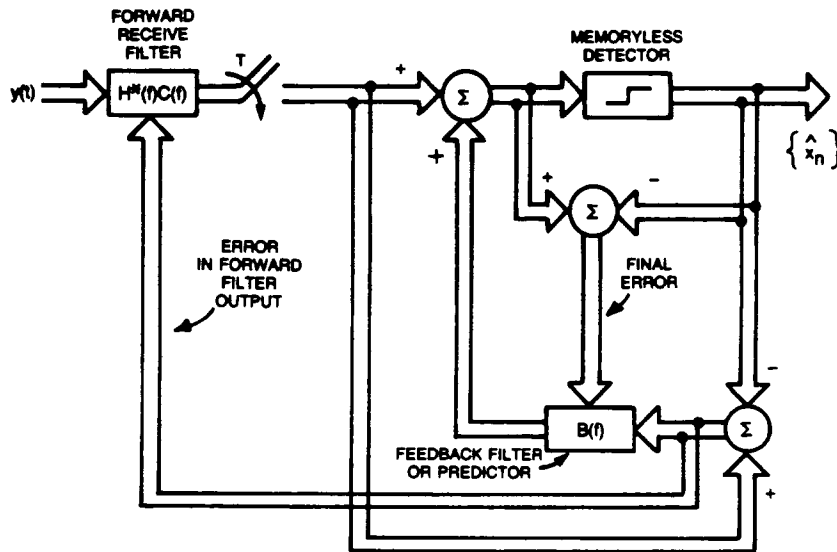 FORWARD
RECEIVE
FILTER
MEMORYLESS
DETECTOR
y(t)
H*(f)C(f)
T
+
Σ
{x̂n}
+
+
Σ
−
ERROR
IN FORWARD
FILTER
OUTPUT
FINAL
ERROR
−
B(f)
Σ
FEEDBACK FILTER
OR PREDICTOR
+